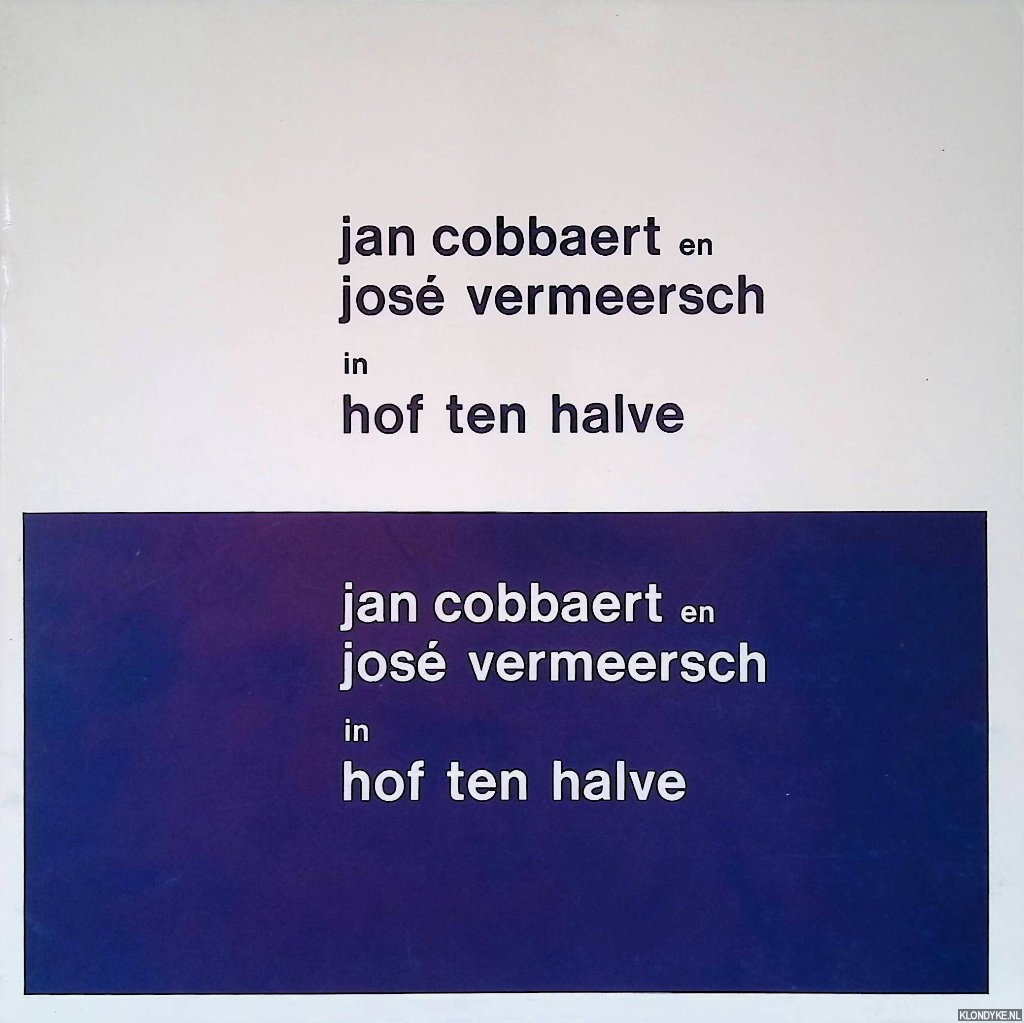 jan cobbaert en
josé vermeersch
in
hof ten halve
jan cobbaert en
josé vermeersch
in
hof ten halve
KLONDYKE.NL